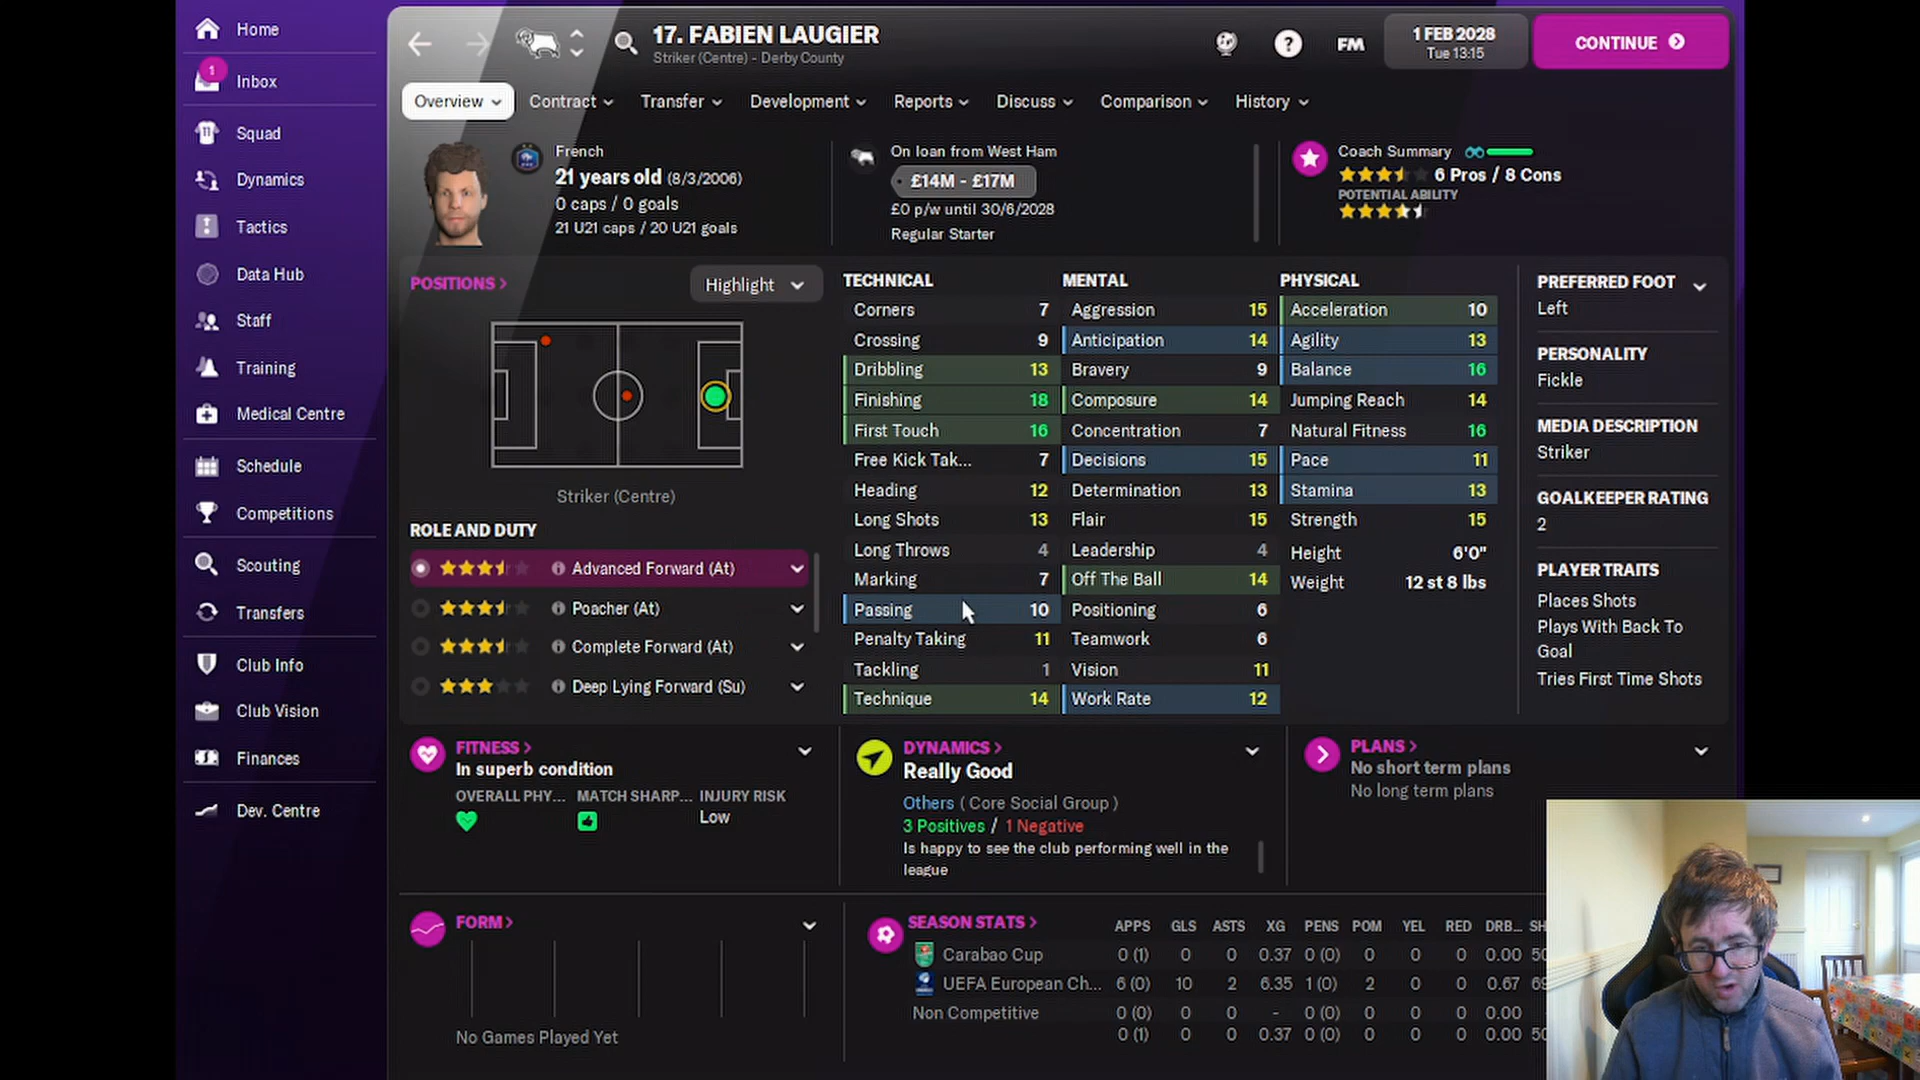 Home
Inbox
1
Squad
Dynamics
Tactics
Data Hub
Staff
Training
Medical Centre
Schedule
Competitions
Scouting
Transfers
Club Info
Club Vision
Finances
Dev. Centre
17. FABIEN LAUGIER
Striker (Centre) - Derby County
?
FM
1 FEB 2028
Tue 13:15
CONTINUE
Overview
Contract
Transfer
Development
Reports
Discuss
Comparison
History
French
21 years old (8/3/2006)
0 caps / 0 goals
21 U21 caps / 20 U21 goals
On loan from West Ham
£14M - £17M
£0 p/w until 30/6/2028
Regular Starter
Coach Summary
6 Pros / 8 Cons
POTENTIAL ABILITY
POSITIONS >
Highlight
Striker (Centre)
ROLE AND DUTY
Advanced Forward (At)
Poacher (At)
Complete Forward (At)
Deep Lying Forward (Su)
TECHNICAL
Corners 7
Crossing 9
Dribbling 13
Finishing 18
First Touch 16
Free Kick Tak... 7
Heading 12
Long Shots 13
Long Throws 4
Marking 7
Passing 10
Penalty Taking 11
Tackling 1
Technique 14
MENTAL
Aggression 15
Anticipation 14
Bravery 9
Composure 14
Concentration 7
Decisions 15
Determination 13
Flair 15
Leadership 4
Off The Ball 14
Positioning 6
Teamwork 6
Vision 11
Work Rate 12
PHYSICAL
Acceleration 10
Agility 13
Balance 16
Jumping Reach 14
Natural Fitness 16
Pace 11
Stamina 13
Strength 15
Height 6'0"
Weight 12 st 8 lbs
PREFERRED FOOT
Left
PERSONALITY
Fickle
MEDIA DESCRIPTION
Striker
GOALKEEPER RATING
2
PLAYER TRAITS
Places Shots
Plays With Back To
Goal
Tries First Time Shots
FITNESS >
In superb condition
OVERALL PHY... MATCH SHARP... INJURY RISK
Low
DYNAMICS >
Really Good
Others ( Core Social Group )
3 Positives / 1 Negative
Is happy to see the club performing well in the
league
PLANS >
No short term plans
No long term plans
FORM >
No Games Played Yet
SEASON STATS > APPS GLS ASTS XG PENS POM YEL RED DRB... SH
Carabao Cup 0 (1) 0 0 0.37 0 (0) 0 0 0 0.00 50
UEFA European Ch... 6 (0) 10 2 6.35 1 (0) 2 0 0 0.67 69
Non Competitive 0 (0) 0 0 - 0 (0) 0 0 0 0.00
0 (1) 0 0 0.37 0 (0) 0 0 0 0.00 50